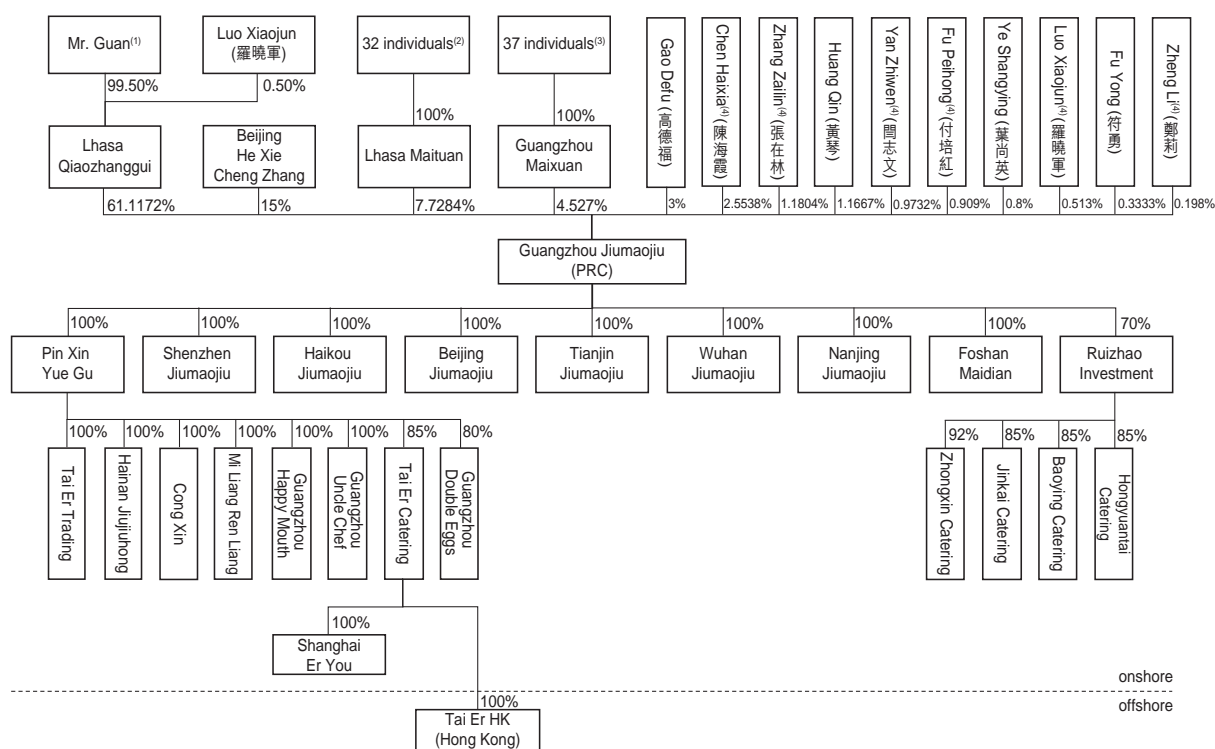 Mr. Guan(1)
Luo Xiaojun
(羅曉軍)
32 individuals(2)
37 individuals(3)
Gao Defu (高德福)
Chen Haixia(4) (陳海霞)
Zhang Zailin(4) (張在林)
Huang Qin (黃琴)
Yan Zhiwen(4) (閆志文)
Fu Peihong(4) (付培紅)
Ye Shangying (葉尚英)
Luo Xiaojun(4) (羅曉軍)
Fu Yong (符勇)
Zheng Li(4) (鄭莉)
99.50%
0.50%
100%
100%
Lhasa
Qiaozhanggui
Beijing
He Xie
Cheng Zhang
Lhasa Maituan
Guangzhou
Maixuan
61.1172%
15%
7.7284%
4.527%
3%
2.5538%
1.1804%
1.1667%
0.9732%
0.909%
0.8%
0.513%
0.3333%
0.198%
Guangzhou Jiumaojiu
(PRC)
100%
100%
100%
100%
100%
100%
100%
100%
70%
Pin Xin
Yue Gu
Shenzhen
Jiumaojiu
Haikou
Jiumaojiu
Beijing
Jiumaojiu
Tianjin
Jiumaojiu
Wuhan
Jiumaojiu
Nanjing
Jiumaojiu
Foshan
Maidian
Ruizhao
Investment
100%
100%
100%
100%
100%
100%
85%
80%
92%
85%
85%
85%
Tai Er Trading
Hainan Jiujiuhong
Cong Xin
Mi Liang Ren Liang
Guangzhou
Happy Mouth
Guangzhou
Uncle Chef
Tai Er Catering
Guangzhou
Double Eggs
Zhongxin Catering
Jinkai Catering
Baoying Catering
Hongyuantai
Catering
100%
Shanghai
Er You
onshore
offshore
100%
Tai Er HK
(Hong Kong)